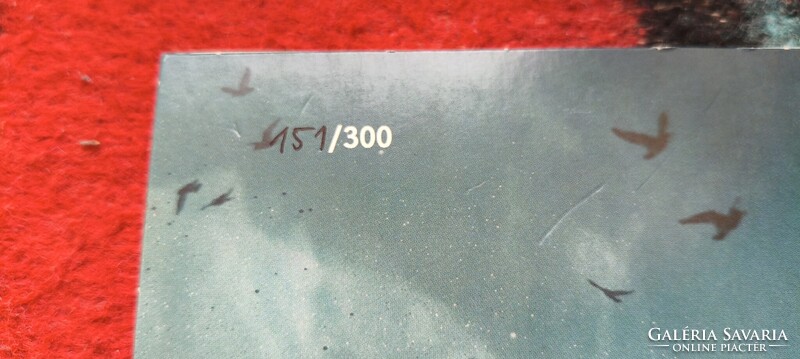 151/300
GALÉRIA SAVARIA
ONLINE PIACTÉR